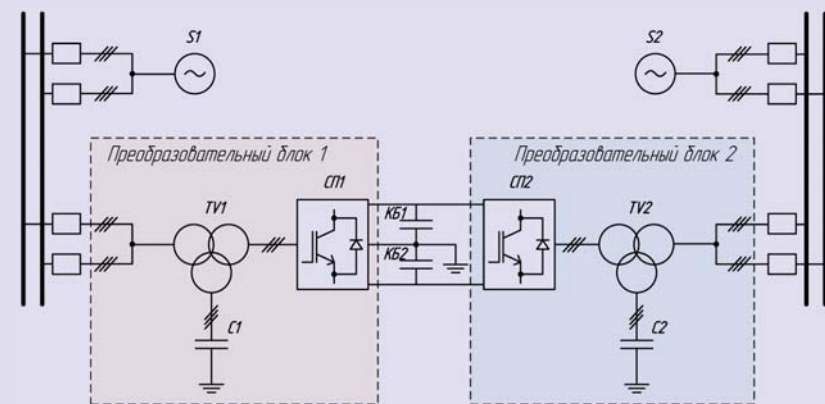 S1
S2
Преобразовательный блок 1
Преобразовательный блок 2
TV1
СП1
КБ1
КБ2
СП2
TV2
C1
C2